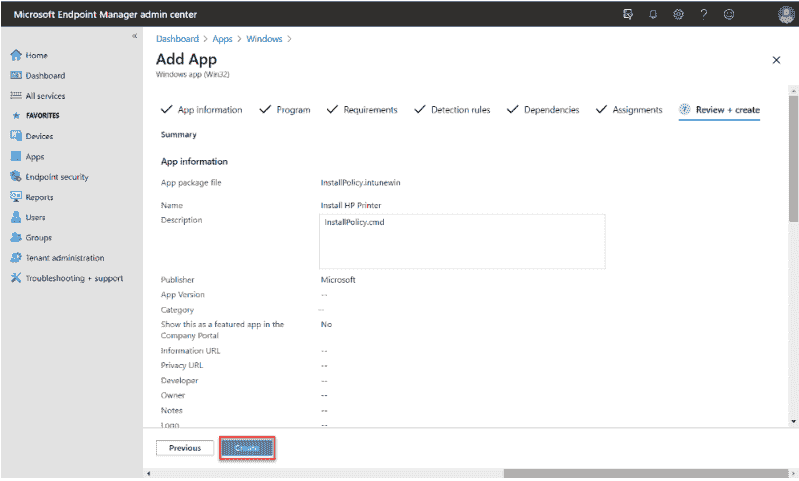 Microsoft Endpoint Manager admin center
«
Home
Dashboard
All services
FAVORITES
Devices
Apps
Endpoint security
Reports
Users
Groups
Tenant administration
Troubleshooting + support
Dashboard > Apps > Windows >
Add App
Windows app (Win32)
App information
Program
Requirements
Detection rules
Dependencies
Assignments
Review + create
Summary
App information
App package file InstallPolicy.intunewin
Name Install HP Printer
Description InstallPolicy.cmd
Publisher Microsoft
App Version --
Category --
Show this as a featured app in the No
Company Portal
Information URL --
Privacy URL --
Developer --
Owner --
Notes --
Logo --
Previous Create